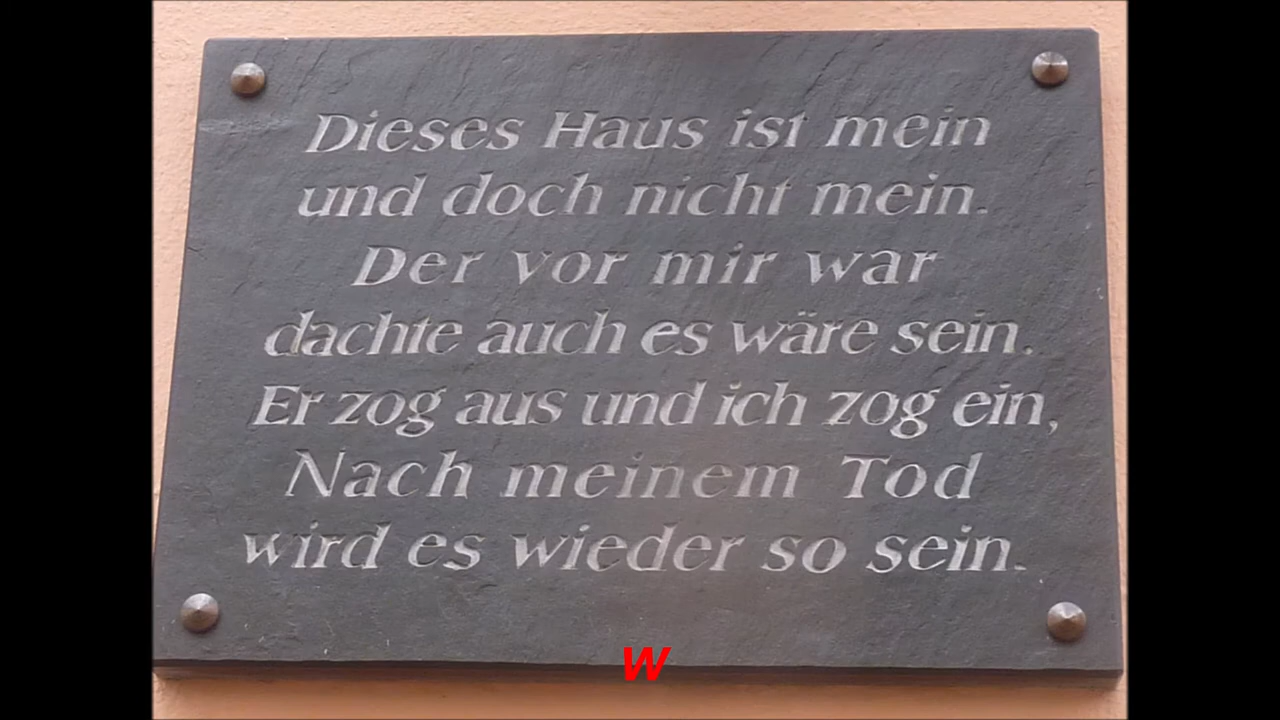 Dieses Haus ist mein
und doch nicht mein.
Der vor mir war
dachte auch es wäre sein.
Er zog aus und ich zog ein,
Nach meinem Tod
wird es wieder so sein.
W